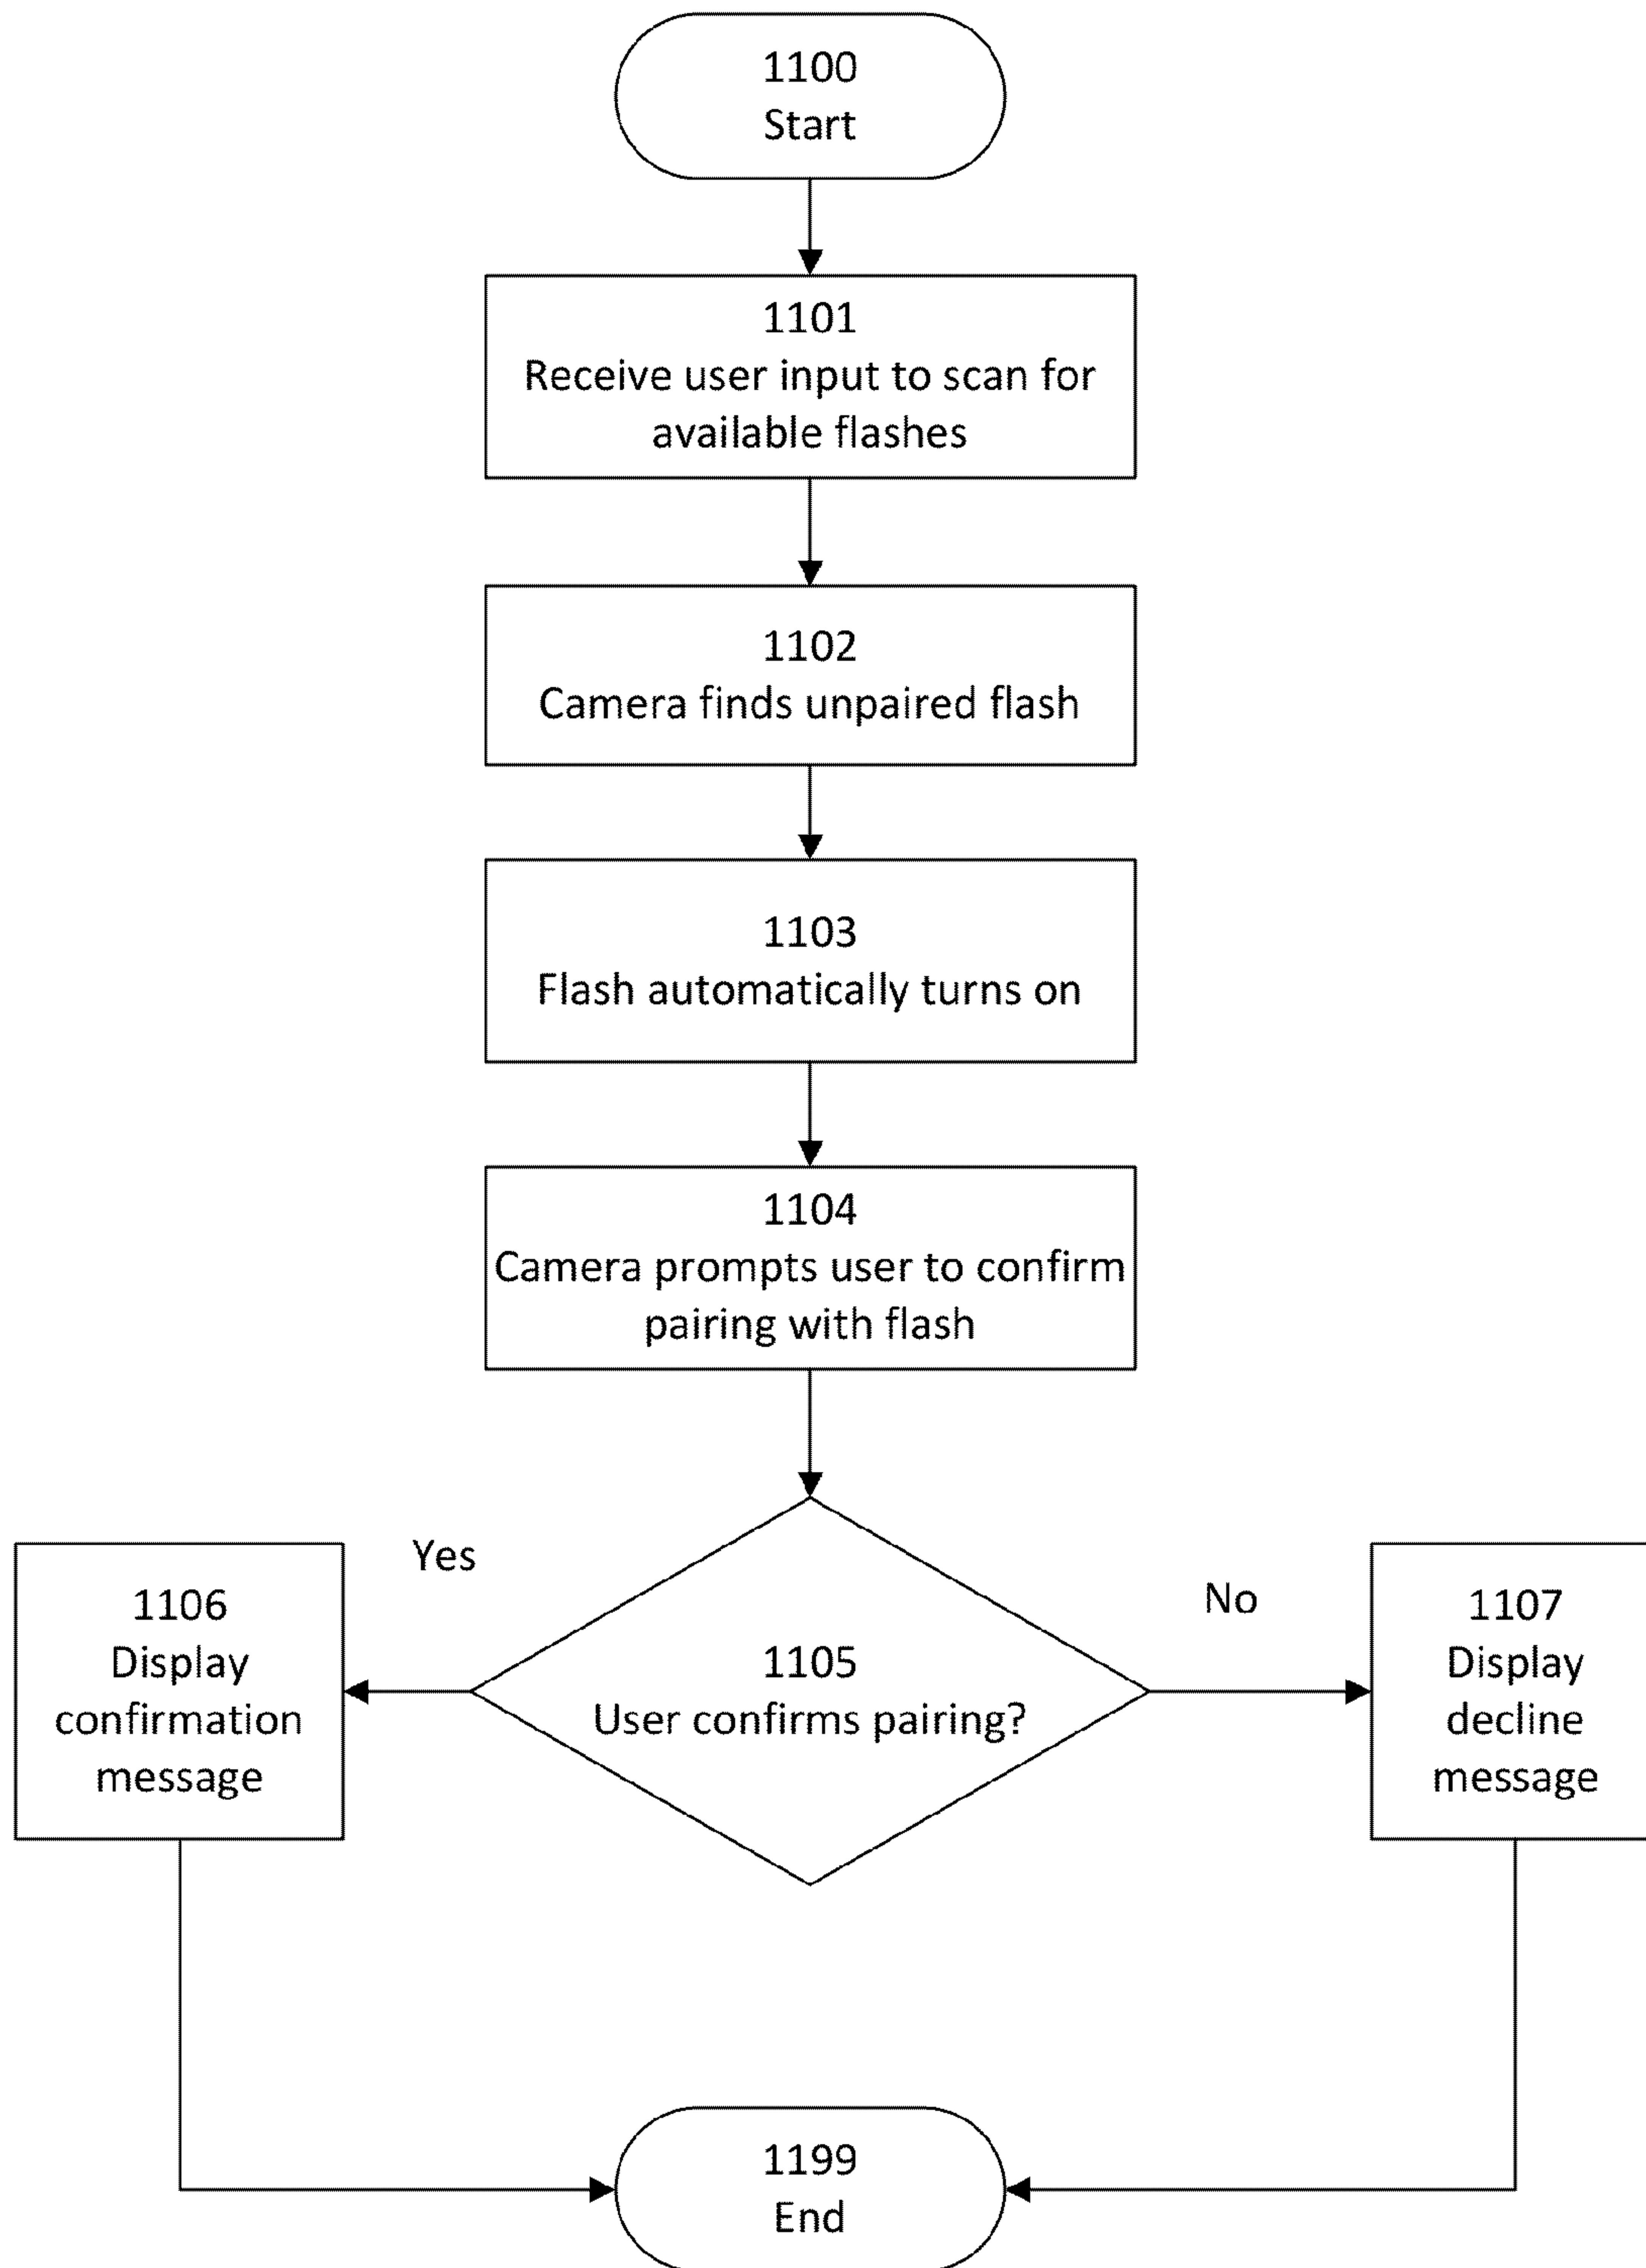 1100
Start
1101
Receive user input to scan for
available flashes
1102
Camera finds unpaired flash
1103
Flash automatically turns on
1104
Camera prompts user to confirm
pairing with flash
1105
User confirms pairing?
Yes
1106
Display
confirmation
message
No
1107
Display
decline
message
1199
End